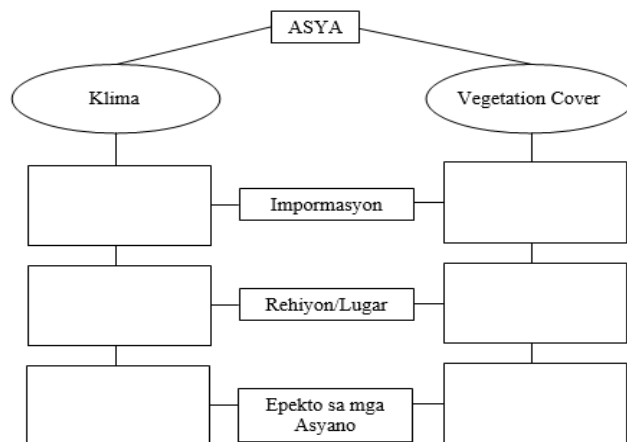 ASYA
Klima
Vegetation Cover
Impormasyon
Rehiyon/Lugar
Epekto sa mga
Asyano